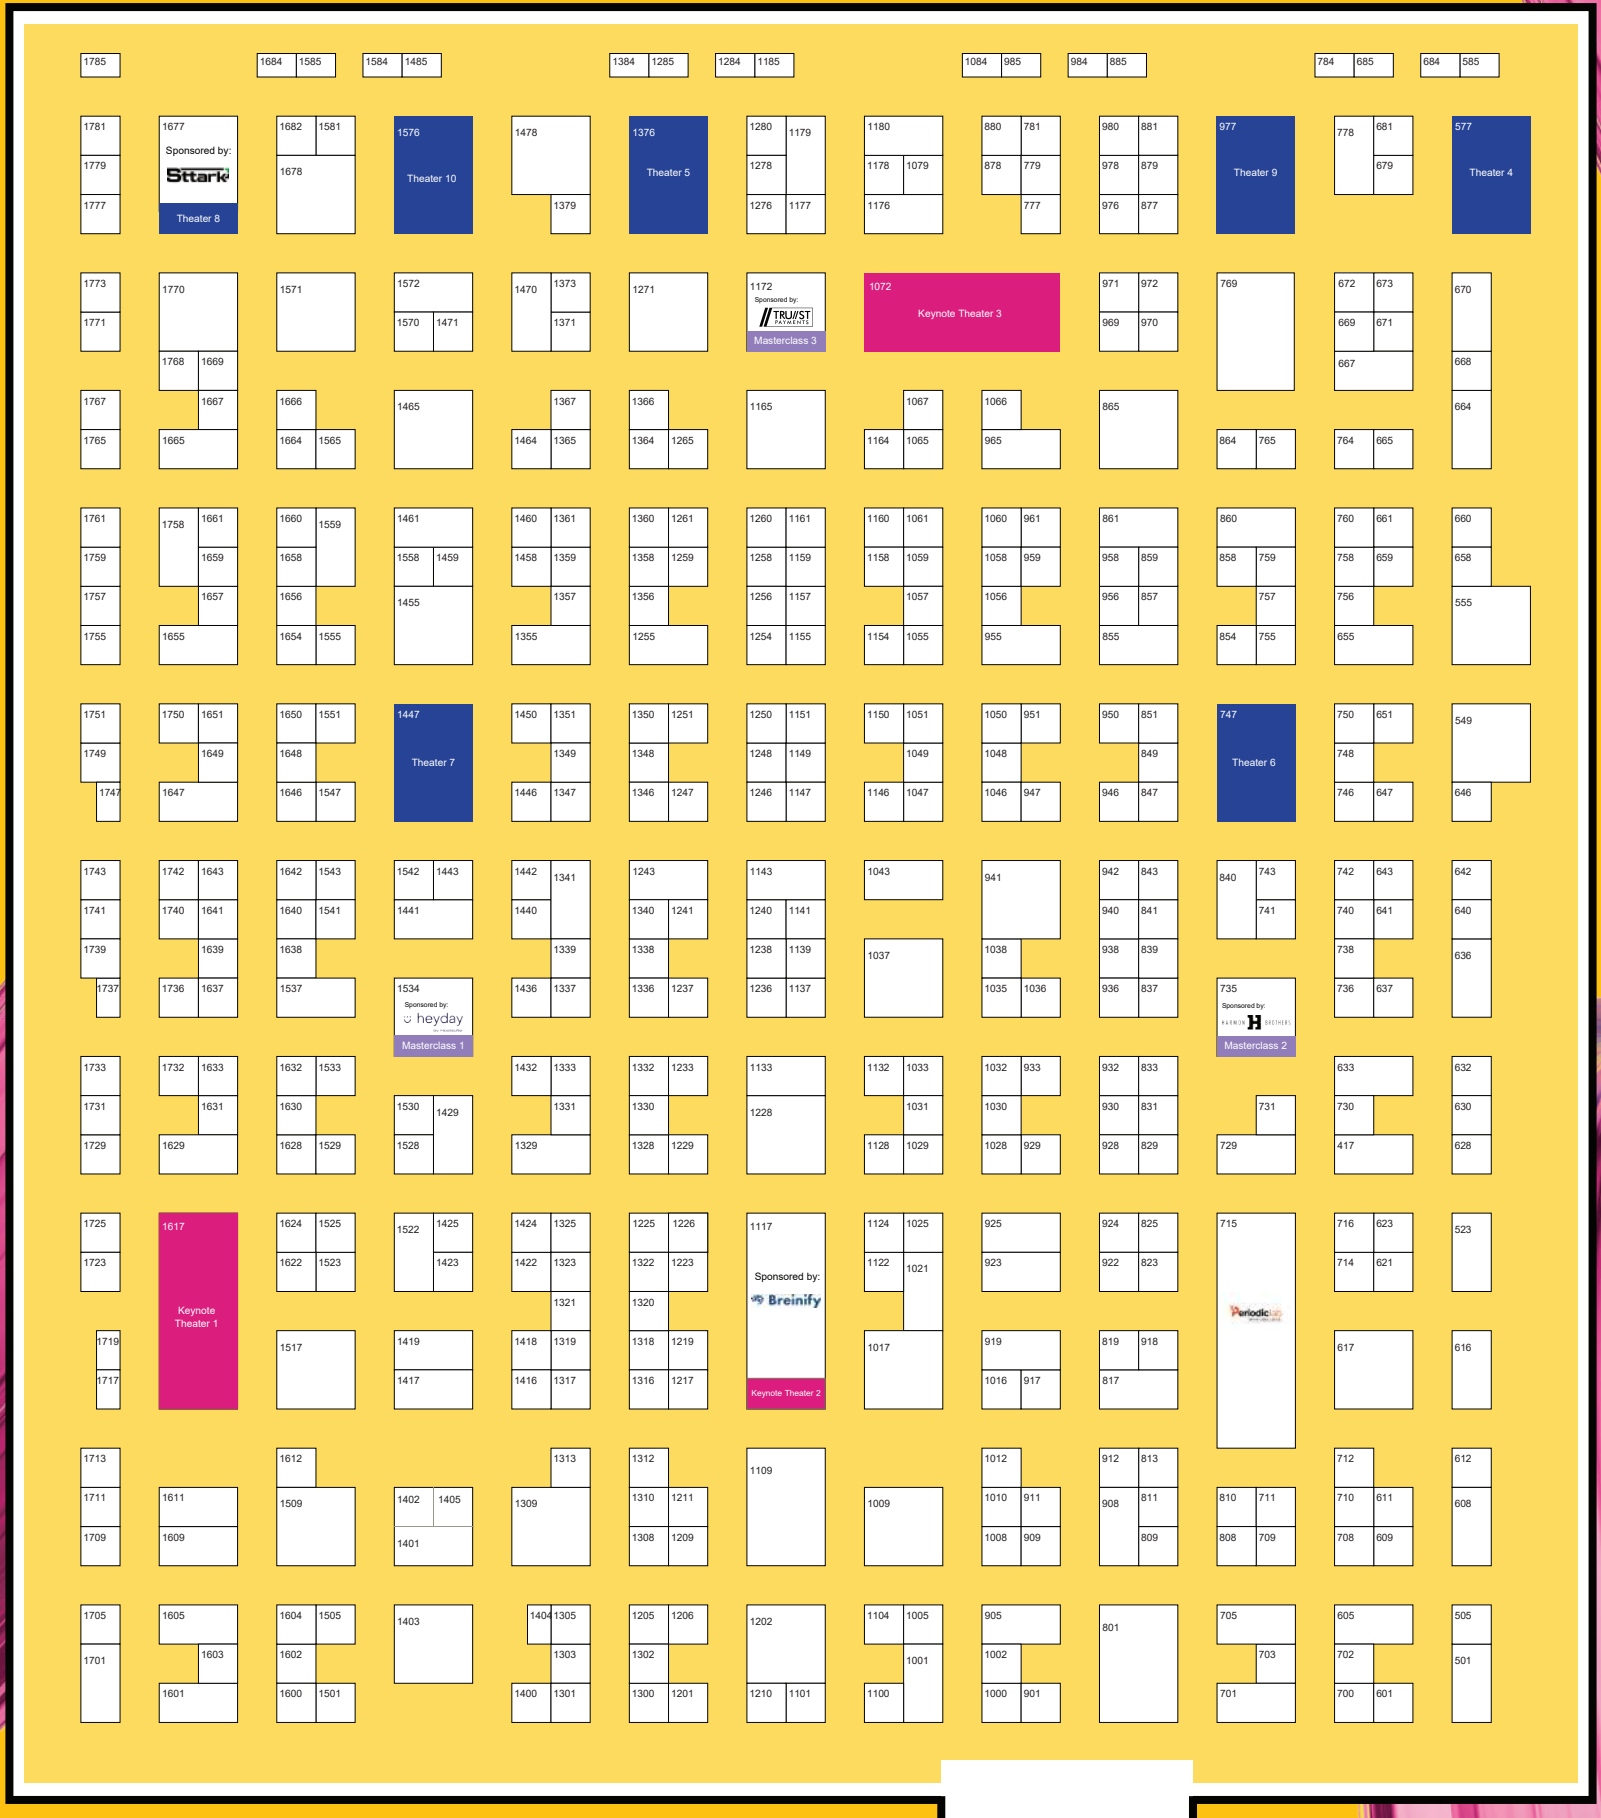 1785 1684 1585 1584 1485 1384 1285 1284 1185 1084 985 984 885 784 685 684 585
1781 1677 1682 1581 1576 1478 1376 1280 1179 1180 880 781 980 881 977 778 681 577
Sponsored by:
Sttark
Theater 8
1779 1678 Theater 10 Theater 5 1278 1178 1079 878 779 978 879 Theater 9 679 Theater 4
1777 1379 1276 1177 1176 777 976 877
1773 1770 1571 1572 1470 1373 1271 1172 1072 971 972 769 672 673 670
Sponsored by:
TRU//ST
PAYMENTS
Masterclass 3
Keynote Theater 3
1771 1570 1471 1371 969 970 669 671
1768 1669 667 668
1767 1667 1666 1465 1367 1366 1165 1067 1066 865 664
1765 1665 1664 1565 1464 1365 1364 1265 1164 1065 965 864 765 764 665
1761 1758 1661 1660 1559 1461 1460 1361 1360 1261 1260 1161 1160 1061 1060 961 861 860 760 661 660
1759 1659 1658 1558 1459 1458 1359 1358 1259 1258 1159 1158 1059 1058 959 958 859 858 759 758 659 658
1757 1657 1656 1455 1357 1356 1256 1157 1057 1056 956 857 757 756 555
1755 1655 1654 1555 1355 1255 1254 1155 1154 1055 955 855 854 755 655
1751 1750 1651 1650 1551 1447 1450 1351 1350 1251 1250 1151 1150 1051 1050 951 950 851 747 750 651 549
1749 1649 1648 Theater 7 1349 1348 1248 1149 1049 1048 849 Theater 6 748
1747 1647 1646 1547 1446 1347 1346 1247 1246 1147 1146 1047 1046 947 946 847 746 647 646
1743 1742 1643 1642 1543 1542 1443 1442 1341 1243 1143 1043 941 942 843 840 743 742 643 642
1741 1740 1641 1640 1541 1441 1440 1340 1241 1240 1141 940 841 741 740 641 640
1739 1639 1638 1339 1338 1238 1139 1037 1038 938 839 738 636
1737 1736 1637 1537 1534 1436 1337 1336 1237 1236 1137 1035 1036 936 837 735 736 637
Sponsored by:
heyday
Masterclass 1
Sponsored by:
HARMON H BROTHERS
Masterclass 2
1733 1732 1633 1632 1533 1432 1333 1332 1233 1133 1132 1033 1032 933 932 833 633 632
1731 1631 1630 1530 1429 1331 1330 1228 1031 1030 930 831 731 730 630
1729 1629 1628 1529 1528 1329 1328 1229 1128 1029 1028 929 928 829 729 417 628
1725 1617 1624 1525 1522 1425 1424 1325 1225 1226 1117 1124 1025 925 924 825 715 716 623 523
1723 1622 1523 1423 1422 1323 1322 1223 1122 1021 923 922 823 714 621
Keynote
Theater 1
1321 1320
Sponsored by:
Breinify
Keynote Theater 2
Periodiclab
1719 1517 1419 1418 1319 1318 1219 1017 919 819 918 617 616
1717 1417 1416 1317 1316 1217 1016 917 817
1713 1612 1313 1312 1109 1012 912 813 712 612
1711 1611 1509 1402 1405 1309 1310 1211 1009 1010 911 908 811 810 711 710 611 608
1709 1609 1401 1308 1209 1008 909 809 808 709 708 609
1705 1605 1604 1505 1403 1404 1305 1205 1206 1202 1104 1005 905 801 705 605 505
1701 1603 1602 1303 1302 1001 1002 703 702 501
1601 1600 1501 1400 1301 1300 1201 1210 1101 1100 1000 901 701 700 601